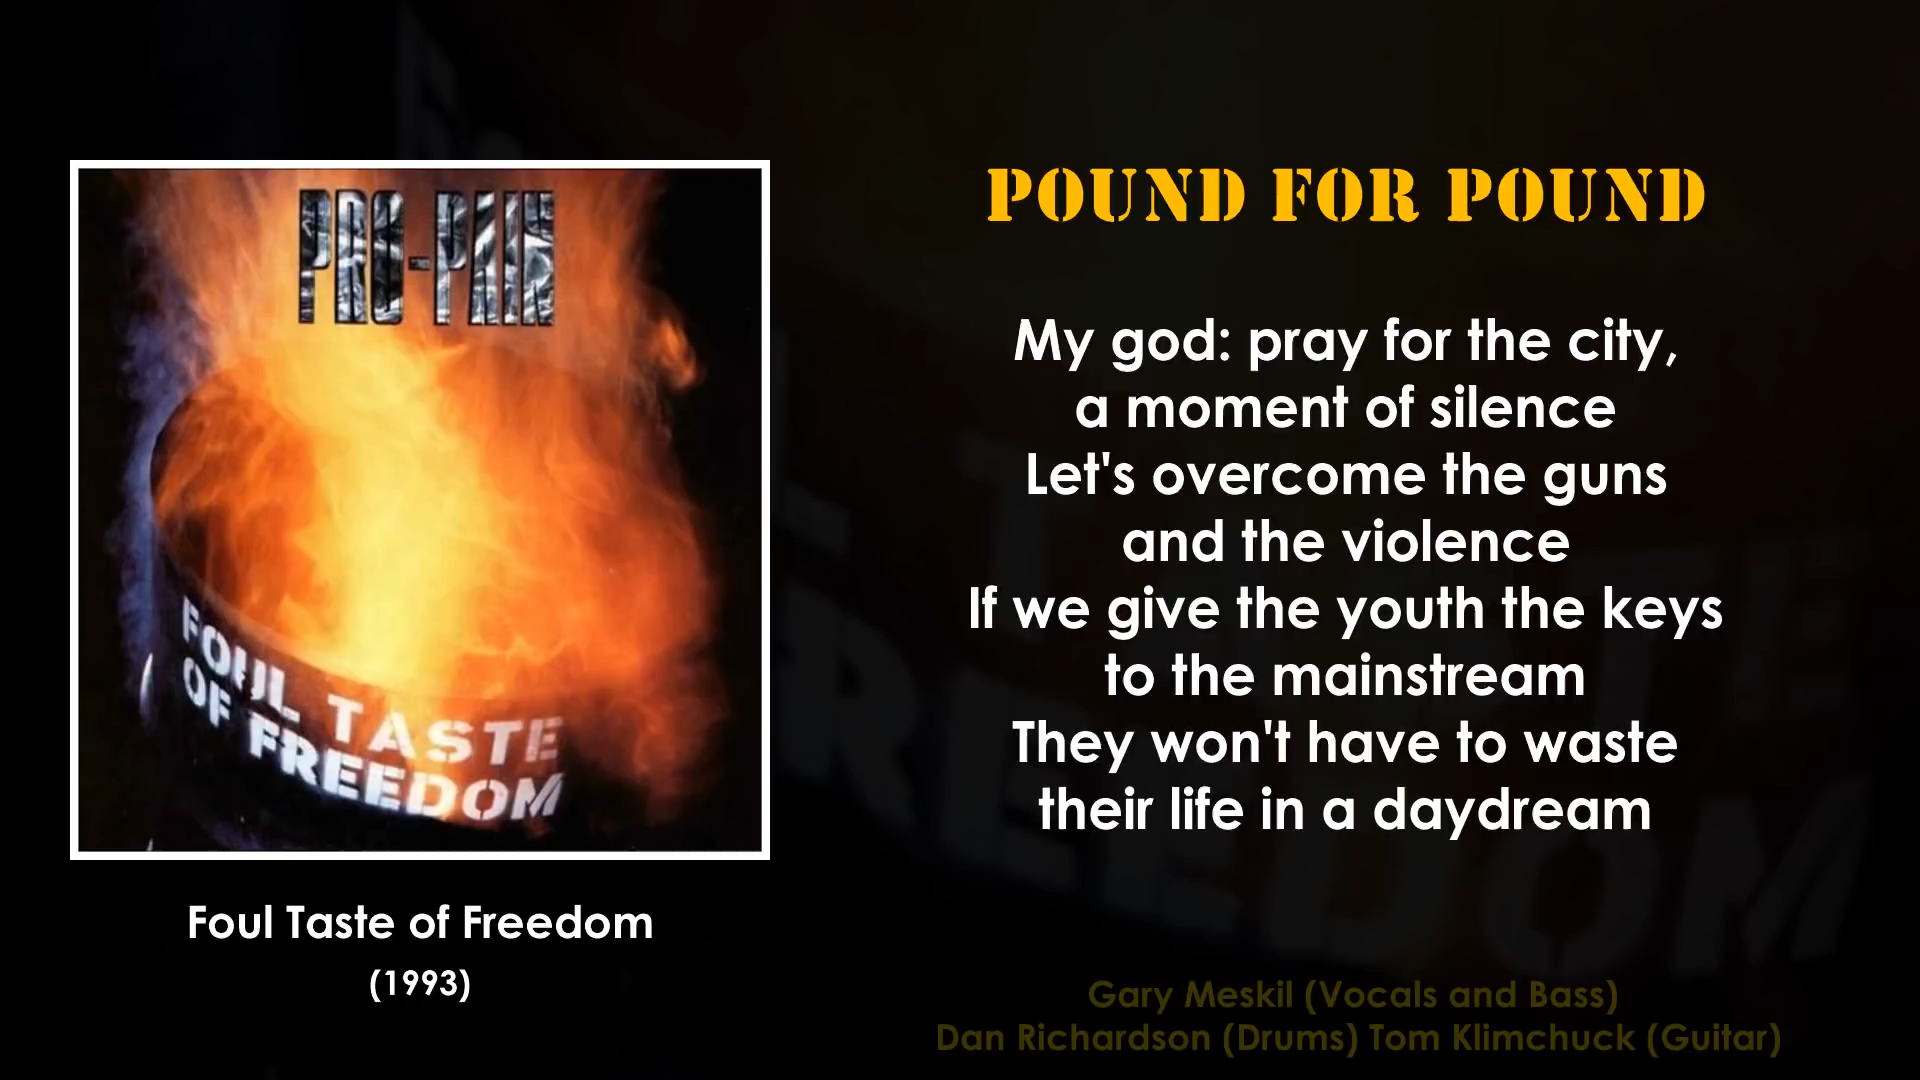 PRO-PAIN
FOUL TASTE
OF FREEDOM
Foul Taste of Freedom
(1993)
POUND FOR POUND
My god: pray for the city,
a moment of silence
Let's overcome the guns
and the violence
If we give the youth the keys
to the mainstream
They won't have to waste
their life in a daydream
Gary Meskil (Vocals and Bass)
Dan Richardson (Drums) Tom Klimchuck (Guitar)